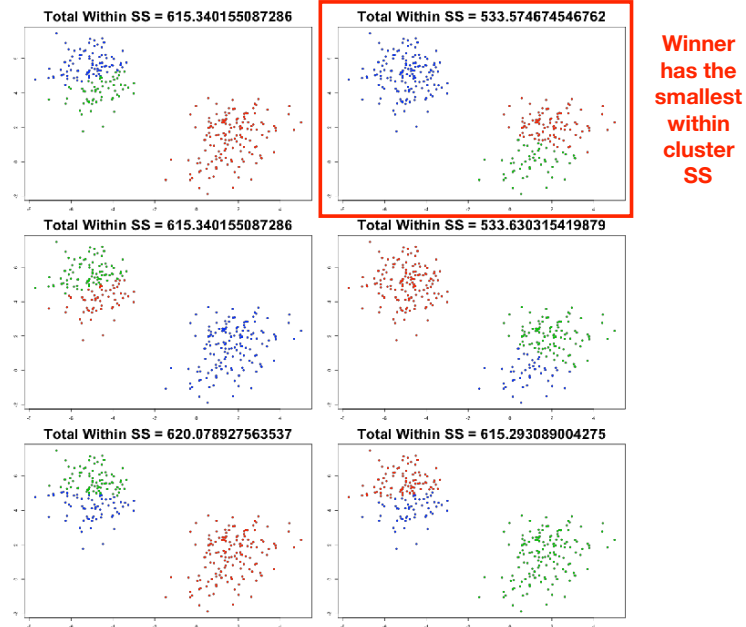 Total Within SS = 615.340155087286
Total Within SS = 533.574674546762
Winner
has the
smallest
within
cluster
SS
Total Within SS = 615.340155087286
Total Within SS = 533.630315419879
Total Within SS = 620.078927563537
Total Within SS = 615.293089004275